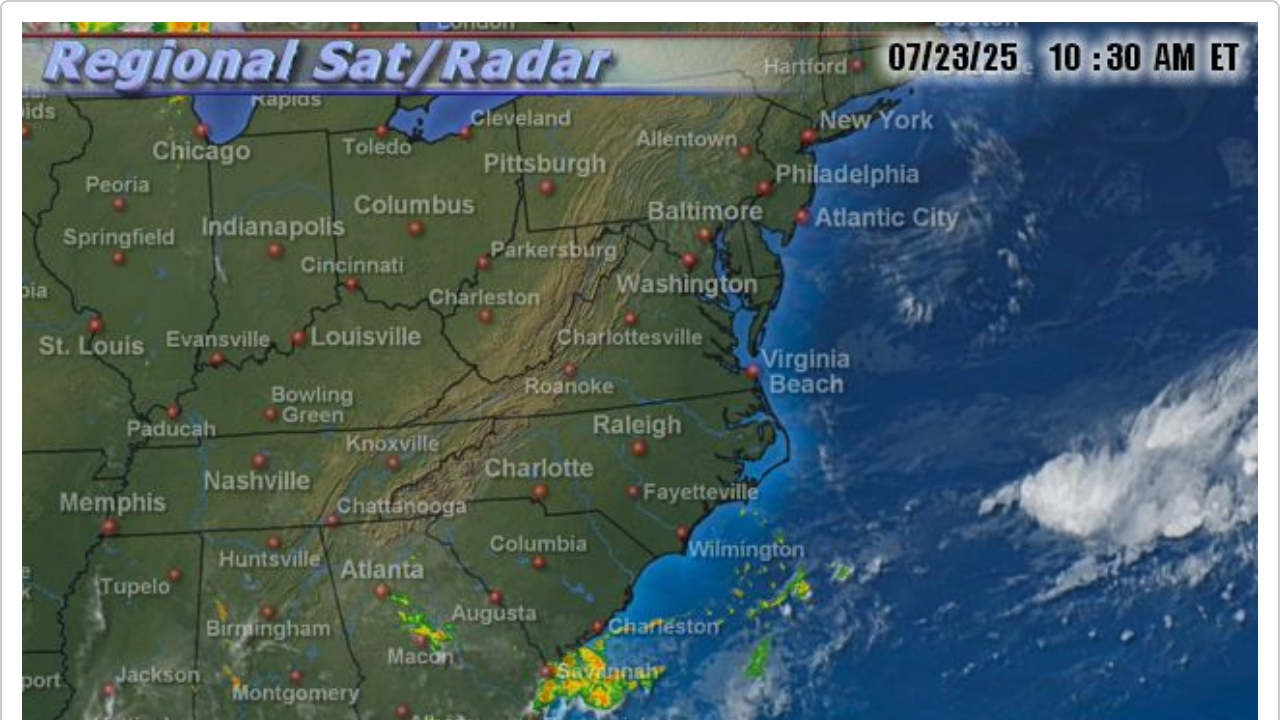 London
Boston
Regional Sat/Radar
07/23/25 10 : 30 AM ET
Hartford
Rapids
Cleveland
New York
Allentown
Toledo
Chicago
Pittsburgh
Philadelphia
Peoria
Columbus
Baltimore
Atlantic City
Indianapolis
Springfield
Parkersburg
Cincinnati
Washington
Charleston
Louisville
Evansville
Charlottesville
St. Louis
Virginia
Beach
Roanoke
Bowling
Green
Paducah
Raleigh
Knoxville
Charlotte
Nashville
Fayetteville
Memphis
Chattanooga
Columbia
Wilmington
Huntsville
Atlanta
Tupelo
Augusta
Birmingham
Charleston
Macon
Savannah
Jackson
Montgomery